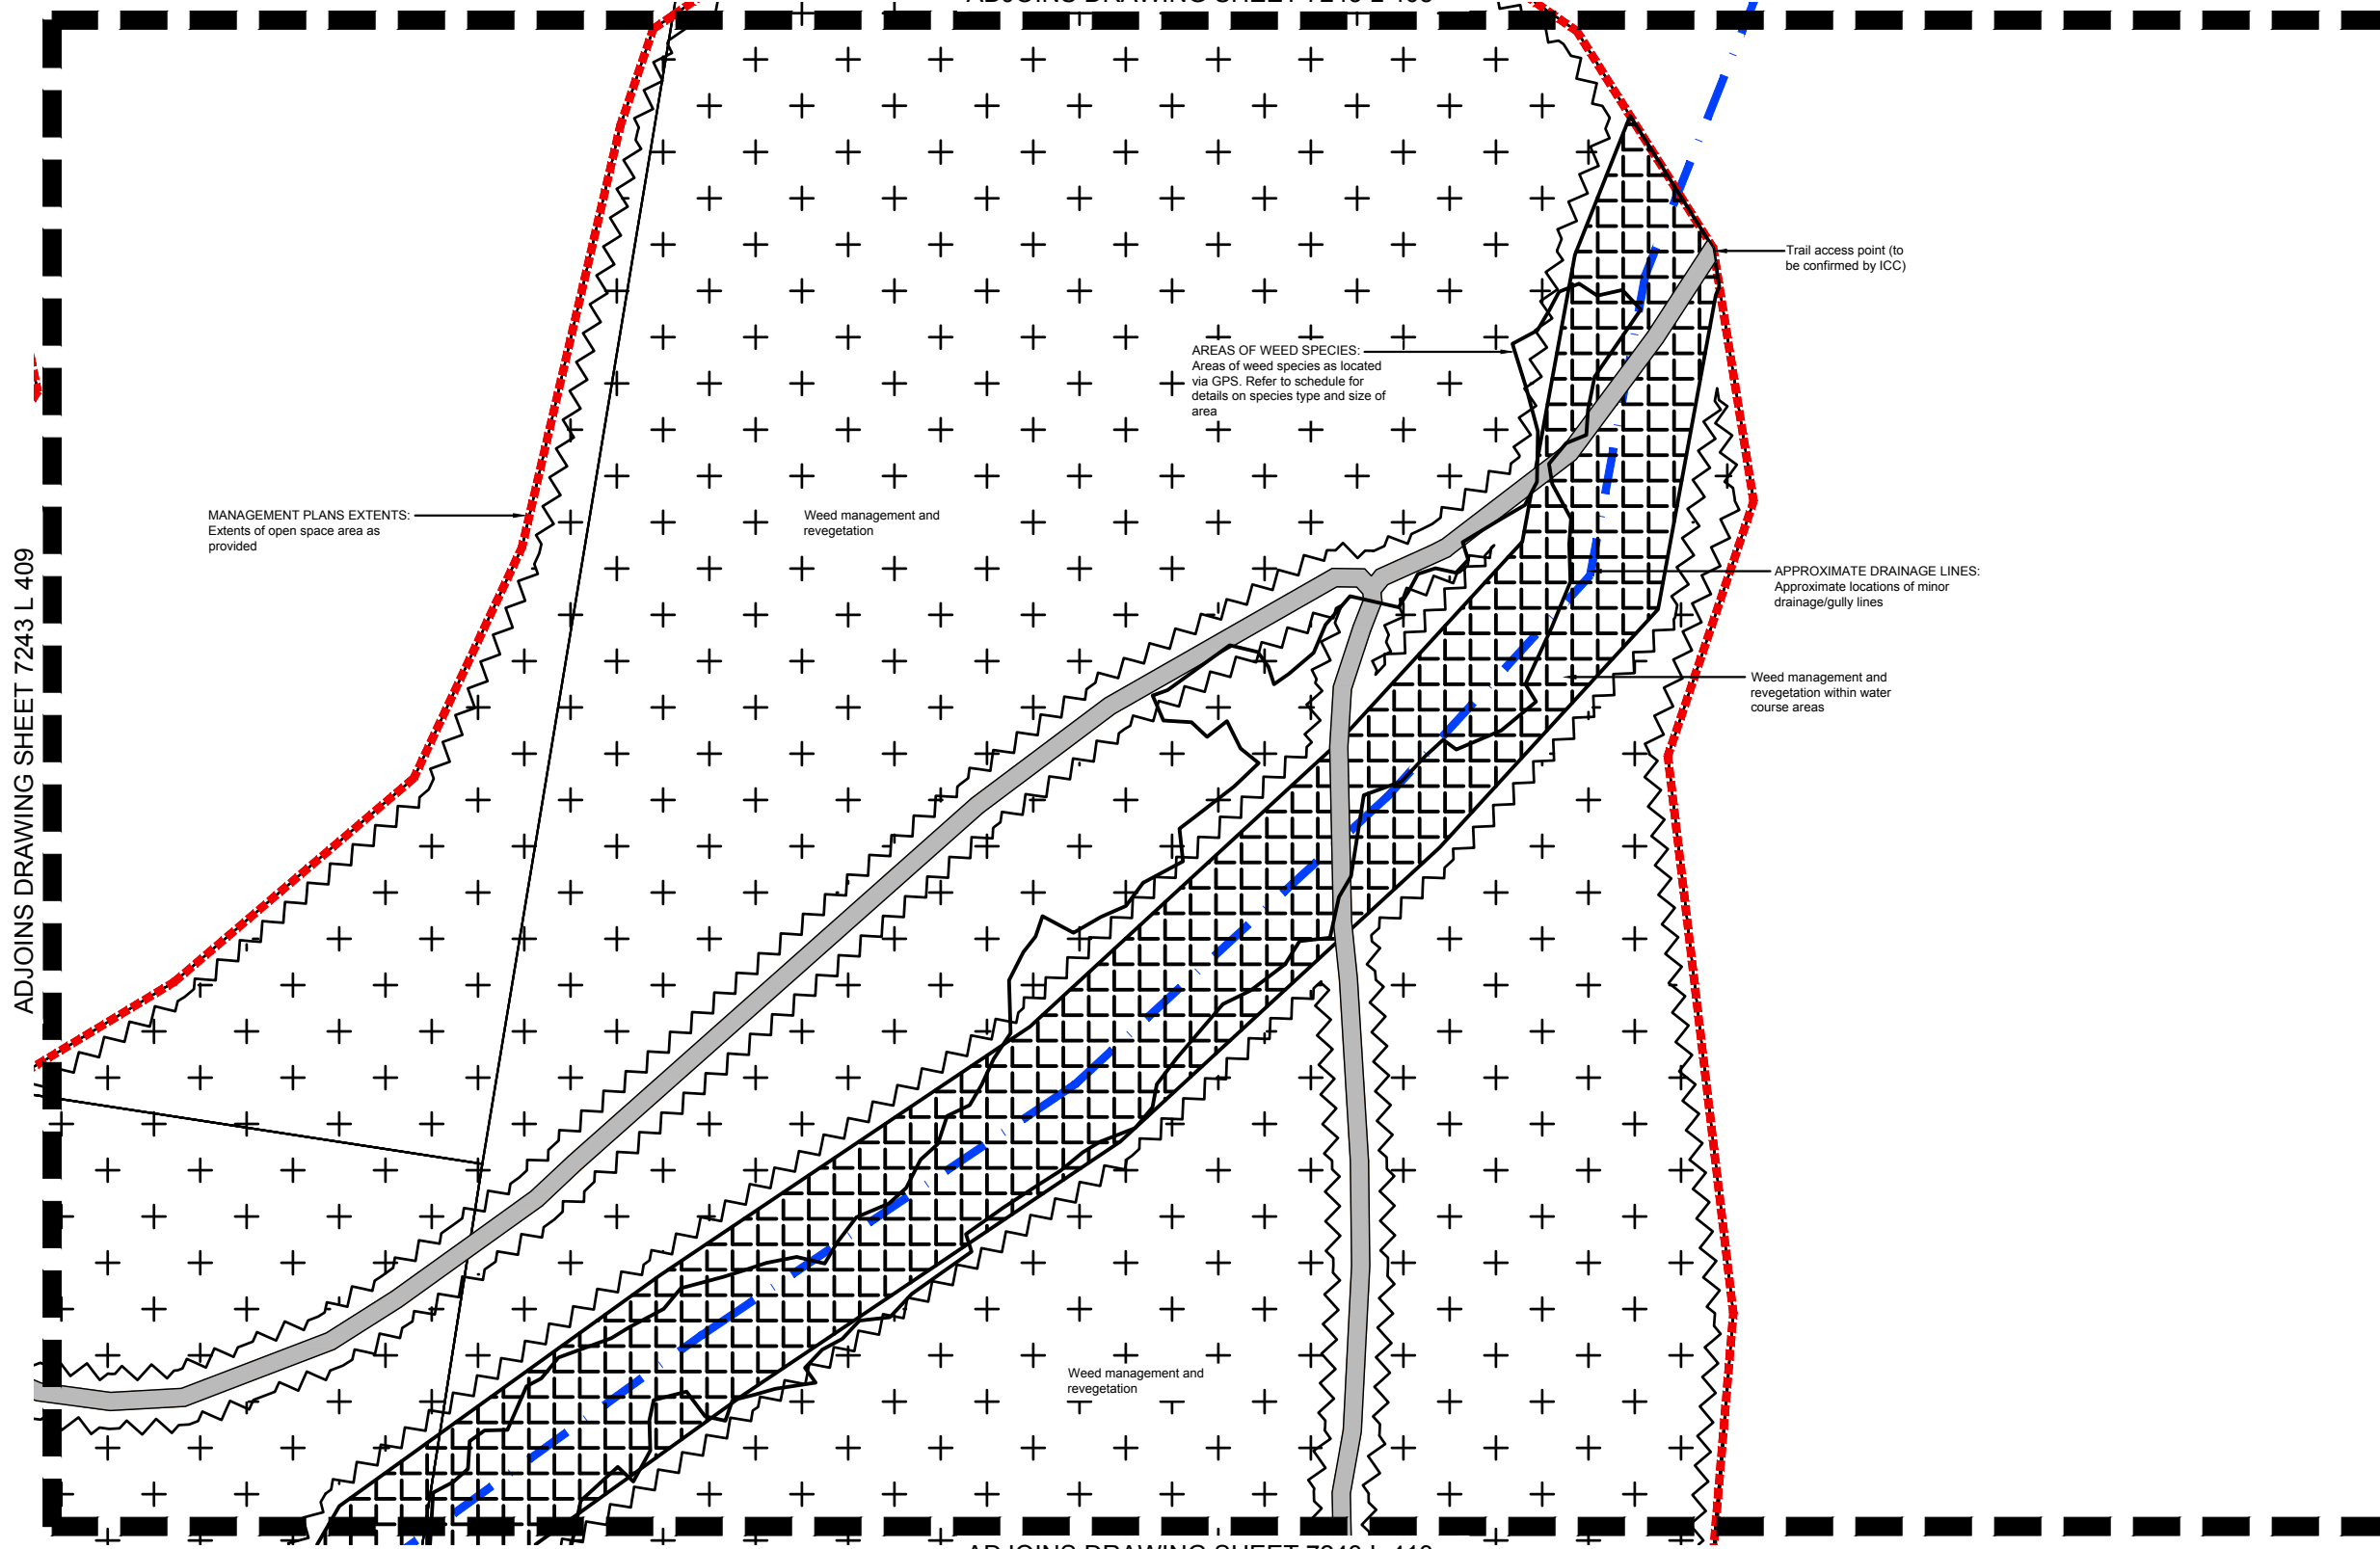 ADJOINS DRAWING SHEET 7243 L 409
Trail access point (to
be confirmed by ICC)
AREAS OF WEED SPECIES:
Areas of weed species as located
via GPS. Refer to schedule for
details on species type and size of
area
MANAGEMENT PLANS EXTENTS:
Extents of open space area as
provided
Weed management and
revegetation
APPROXIMATE DRAINAGE LINES:
Approximate locations of minor
drainage/gully lines
Weed management and
revegetation within water
course areas
Weed management and
revegetation
ADJOINS DRAWING SHEET